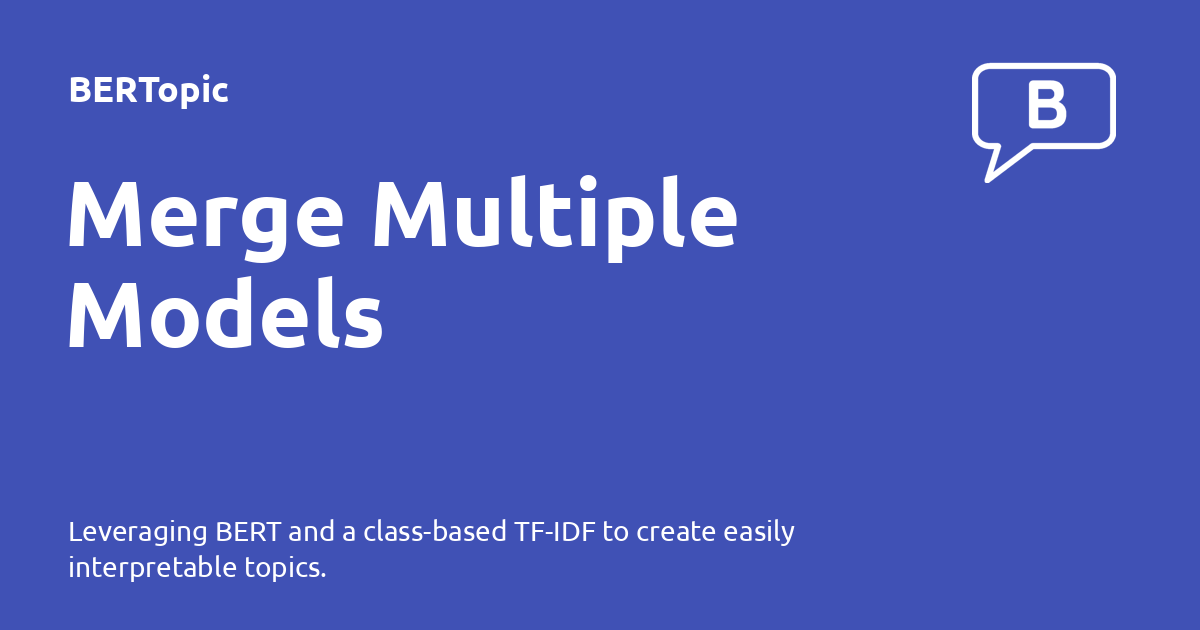 BERTopic
B
Merge Multiple
Models
Leveraging BERT and a class-based TF-IDF to create easily
interpretable topics.